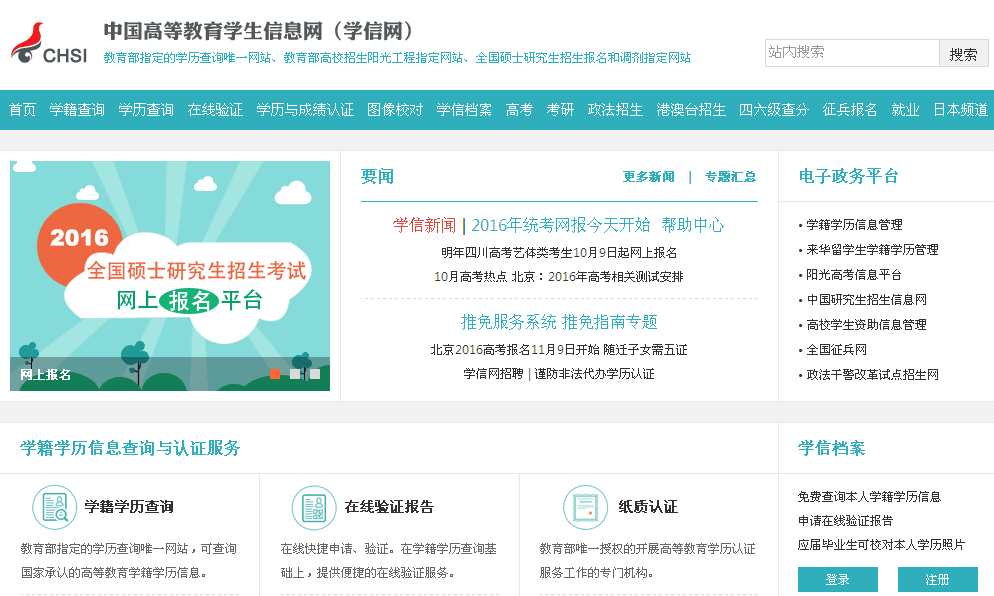 中国高等教育学生信息网（学信网）
CHSI
教育部指定的学历查询唯一网站、教育部高校招生阳光工程指定网站、全国硕士研究生招生报名和调剂指定网站
站内搜索 搜索
首页 学籍查询 学历查询 在线验证 学历与成绩认证 图像校对 学信档案 高考 考研 政法招生 港澳台招生 四六级查分 征兵报名 就业 日本频道
2016
全国硕士研究生招生考试
网上报名平台
网上报名
要闻 更多新闻 | 专题汇总
学信新闻 | 2016年统考网报今天开始 帮助中心
明年四川高考艺体类考生10月9日起网上报名
10月高考热点 北京：2016年高考相关测试安排
推免服务系统 推免指南专题
北京2016高考报名11月9日开始 随迁子女需五证
学信网招聘 | 谨防非法代办学历认证
电子政务平台
• 学籍学历信息管理
• 来华留学生学籍学历管理
• 阳光高考信息平台
• 中国研究生招生信息网
• 高校学生资助信息管理
• 全国征兵网
• 政法干警改革试点招生网
学籍学历信息查询与认证服务
学籍学历查询
教育部指定的学历查询唯一网站，可查询
国家承认的高等教育学籍学历信息。
在线验证报告
在线快捷申请、验证。在学籍学历查询基
础上，提供便捷的在线验证服务。
纸质认证
教育部唯一授权的开展高等教育学历认证
服务工作的专门机构。
学信档案
免费查询本人学籍学历信息
申请在线验证报告
应届毕业生可校对本人学历照片
登录 注册